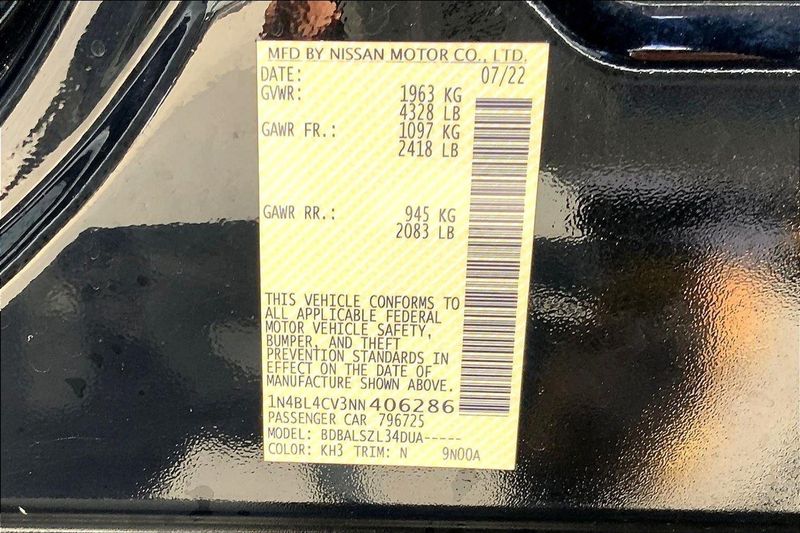 MFD BY NISSAN MOTOR CO., LTD.
DATE: 07/22
GVWR: 1963 KG
4328 LB
GAWR FR.: 1097 KG
2418 LB
GAWR RR.: 945 KG
2083 LB
THIS VEHICLE CONFORMS TO
ALL APPLICABLE FEDERAL
MOTOR VEHICLE SAFETY,
BUMPER, AND THEFT
PREVENTION STANDARDS IN
EFFECT ON THE DATE OF
MANUFACTURE SHOWN ABOVE.
1N4BL4CV3NN406286
PASSENGER CAR 796725
MODEL: BDBALSZL34DUA-----
COLOR: KH3 TRIM: N 9N00A